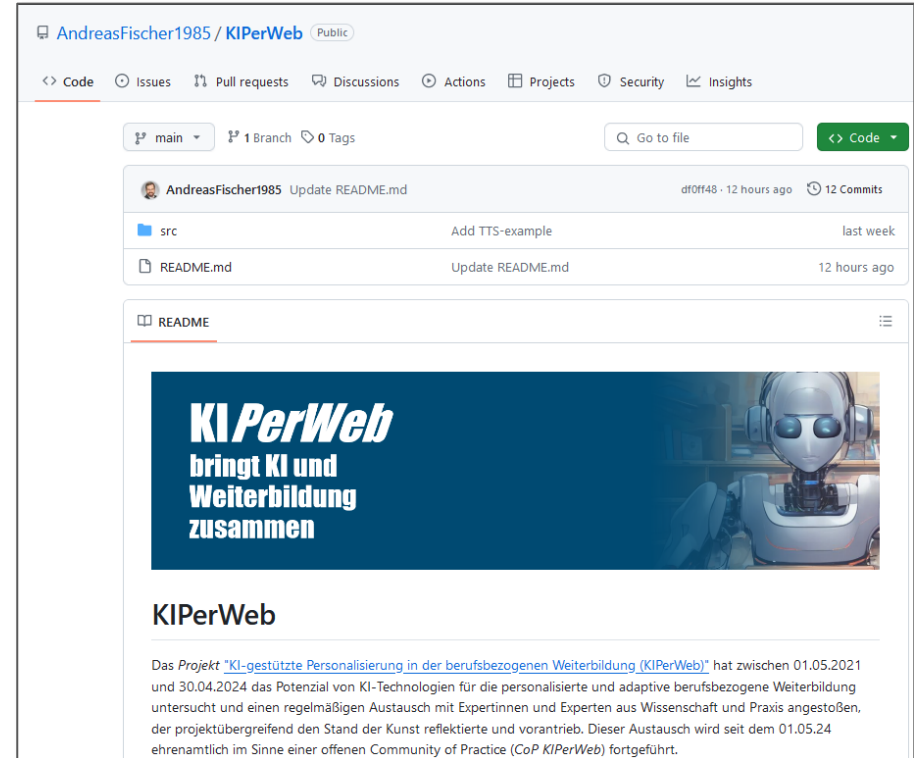 AndreasFischer1985 / KIPerWeb Public
Code Issues Pull requests Discussions Actions Projects Security Insights
main 1 Branch 0 Tags Go to file Code
AndreasFischer1985 Update README.md df0ff48 · 12 hours ago 12 Commits
src Add TTS-example last week
README.md Update README.md 12 hours ago
README
KIPerWeb
bringt KI und
Weiterbildung
zusammen
KIPerWeb
Das Projekt "KI-gestützte Personalisierung in der berufsbezogenen Weiterbildung (KIPerWeb)" hat zwischen 01.05.2021
und 30.04.2024 das Potenzial von KI-Technologien für die personalisierte und adaptive berufsbezogene Weiterbildung
untersucht und einen regelmäßigen Austausch mit Expertinnen und Experten aus Wissenschaft und Praxis angestoßen,
der projektübergreifend den Stand der Kunst reflektierte und vorantrieb. Dieser Austausch wird seit dem 01.05.24
ehrenamtlich im Sinne einer offenen Community of Practice (CoP KIPerWeb) fortgeführt.